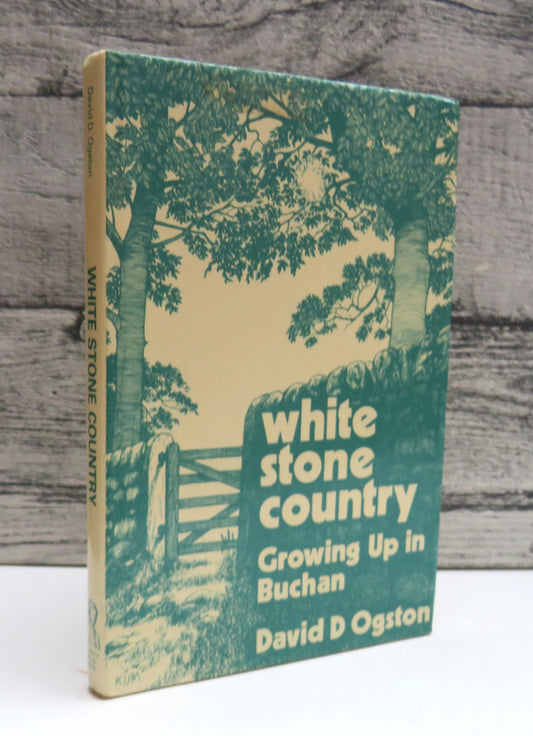 David D. Ogston
WHITE STONE COUNTRY
white
stone
country
Growing Up in
Buchan
David D Ogston